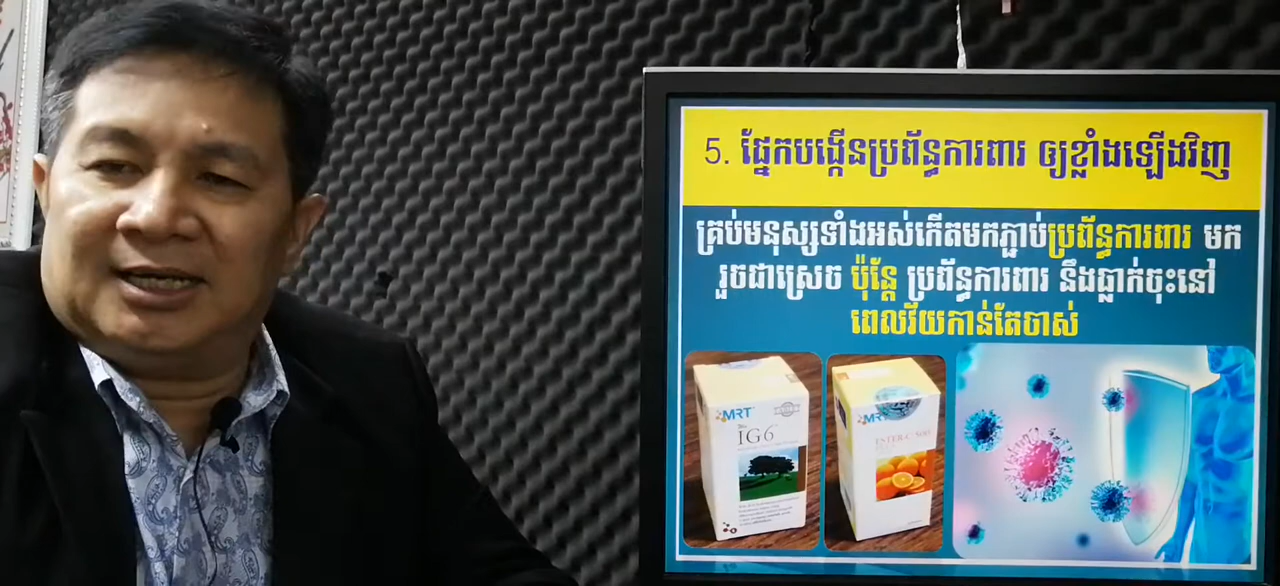 5. ផ្នែកបង្កើនប្រព័ន្ធការពារ ឲ្យខ្លាំងឡើងវិញ
គ្រប់មនុស្សទាំងអស់កើតមកភ្ជាប់ប្រព័ន្ធការពារ មក
រួចជាស្រេច ប៉ុន្តែ ប្រព័ន្ធការពារ នឹងធ្លាក់ចុះនៅ
ពេលវ័យកាន់តែចាស់
MRT
IG6
MRT
ESTER-C 500